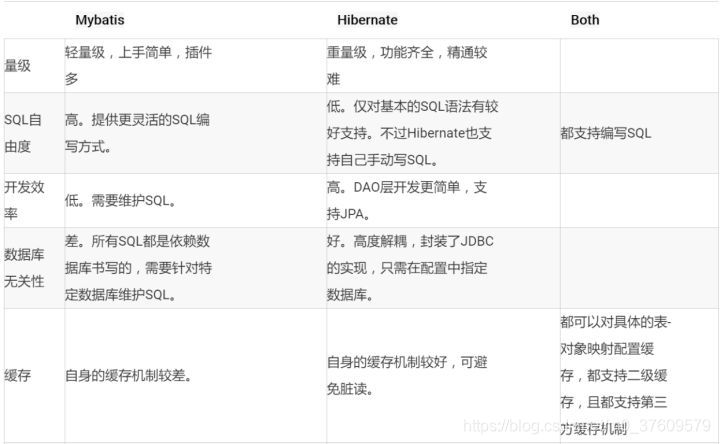 Mybatis Hibernate Both
量级 轻量级，上手简单，插件多 重量级，功能齐全，精通较难
SQL自由度 高。提供更灵活的SQL编写方式。 低。仅对基本的SQL语法有较好支持。不过Hibernate也支持自己手动写SQL。 都支持编写SQL
开发效率 低。需要维护SQL。 高。DAO层开发更简单，支持JPA。
数据库无关性 差。所有SQL都是依赖数据库书写的，需要针对特定数据库维护SQL。 好。高度解耦，封装了JDBC的实现，只需在配置中指定数据库。
缓存 自身的缓存机制较差。 自身的缓存机制较好，可避免脏读。 都可以对具体的表-对象映射配置缓存，都支持二级缓存，且都支持第三方缓存机制